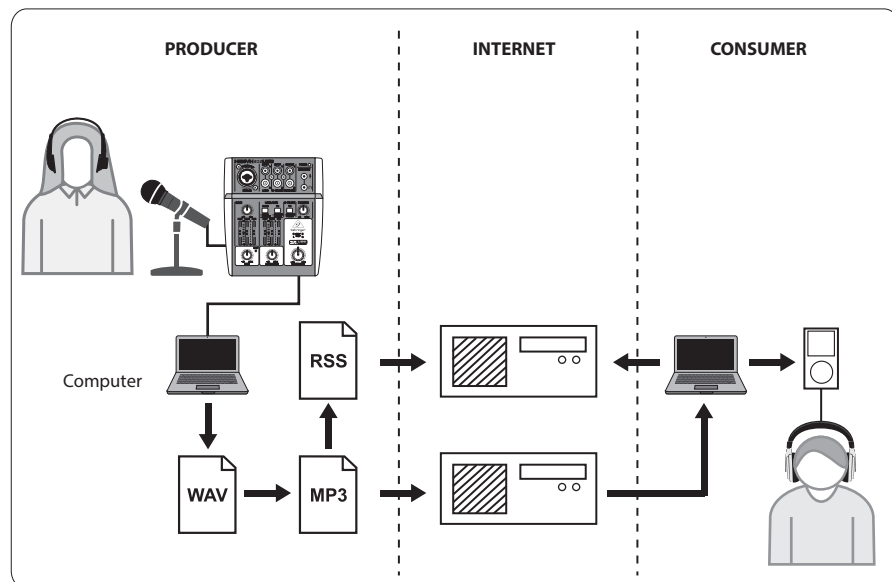 PRODUCER
INTERNET
CONSUMER
Computer
RSS
WAV
MP3